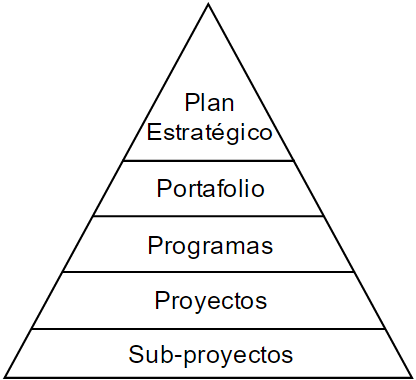 Plan
Estratégico
Portafolio
Programas
Proyectos
Sub-proyectos